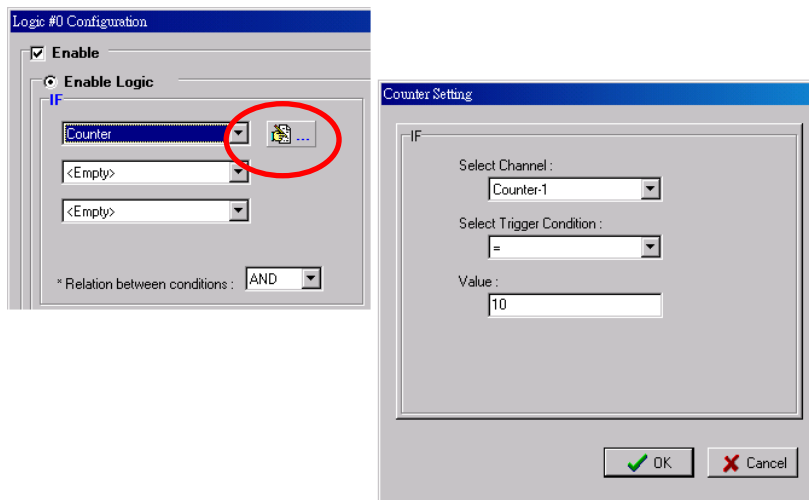 Logic #0 Configuration
Enable
Enable Logic
IF
Counter
...
<Empty>
<Empty>
* Relation between conditions : AND
Counter Setting
IF
Select Channel :
Counter-1
Select Trigger Condition :
=
Value :
10
OK Cancel